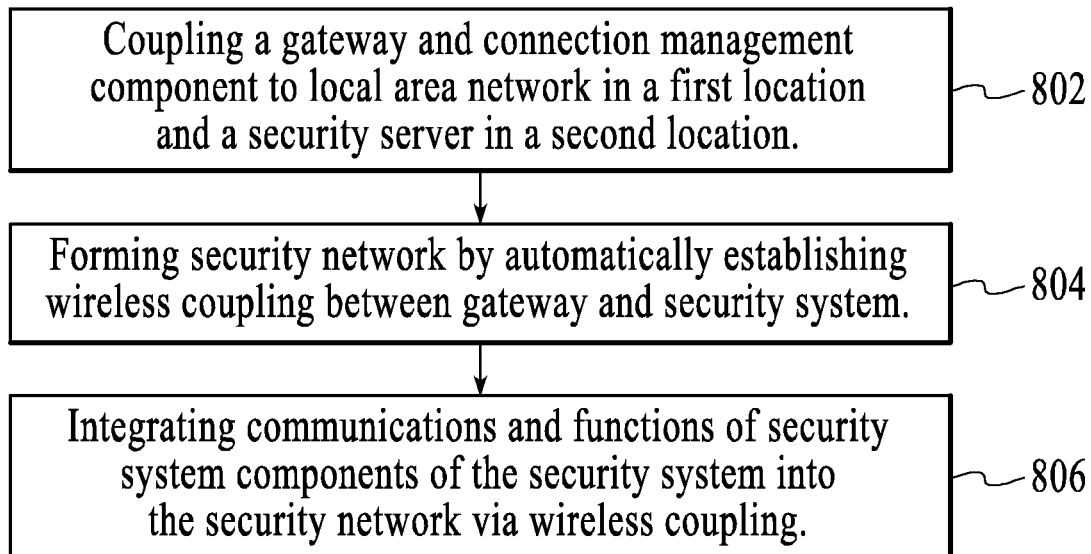 Coupling a gateway and connection management
component to local area network in a first location
and a security server in a second location.
802
Forming security network by automatically establishing
wireless coupling between gateway and security system.
804
Integrating communications and functions of security
system components of the security system into
the security network via wireless coupling.
806